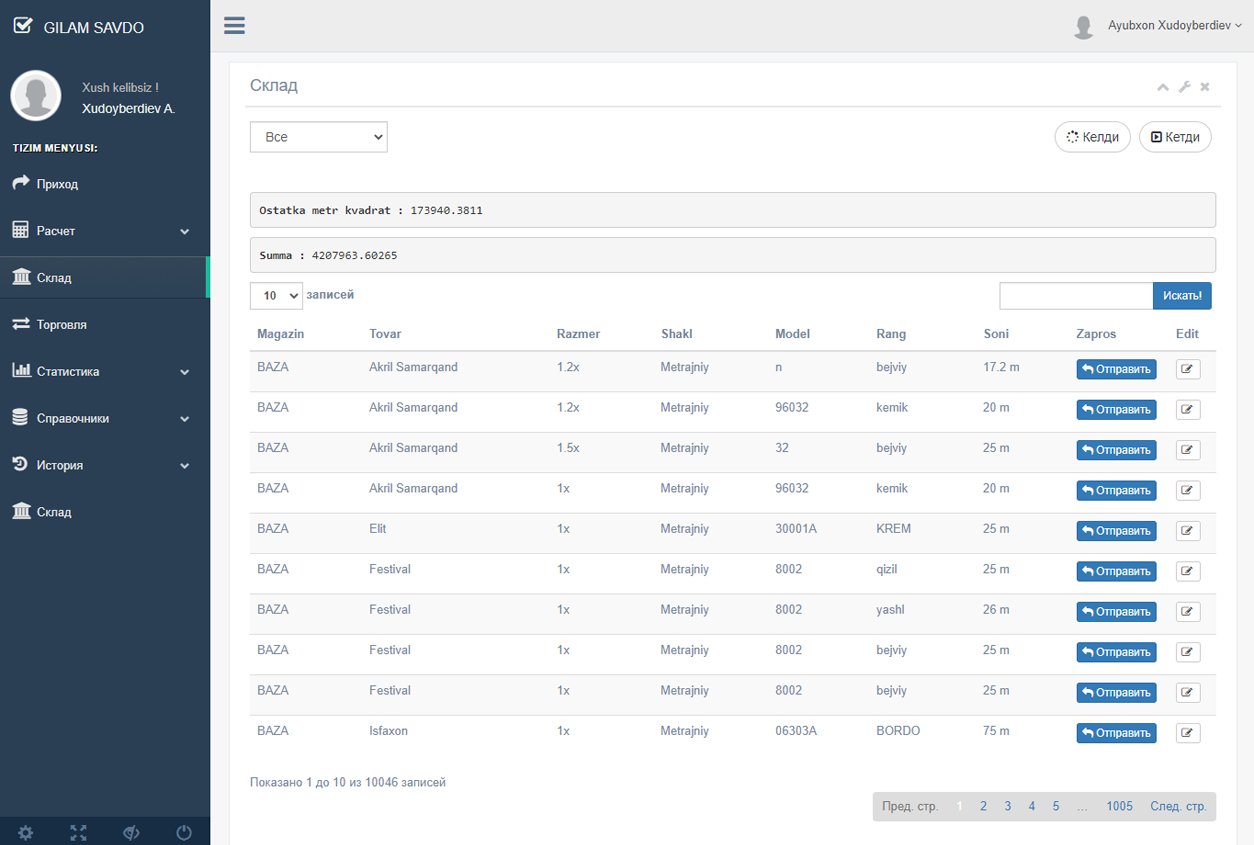 GILAM SAVDO
Ayubxon Xudoyberdiev
Xush kelibsiz !
Xudoyberdiev A.
TIZIM MENYUSI:
Приход
Расчет
Склад
Торговля
Статистика
Справочники
История
Склад
Склад
Все
Келди
Кетди
Ostatka metr kvadrat : 173940.3811
Summa : 4207963.60265
10 записей
Искать!
Magazin Tovar Razmer Shakl Model Rang Soni Zapros Edit
BAZA Akril Samarqand 1.2x Metrajniy n bejviy 17.2 m Отправить
BAZA Akril Samarqand 1.2x Metrajniy 96032 kemik 20 m Отправить
BAZA Akril Samarqand 1.5x Metrajniy 32 bejviy 25 m Отправить
BAZA Akril Samarqand 1x Metrajniy 96032 kemik 20 m Отправить
BAZA Elit 1x Metrajniy 30001A KREM 25 m Отправить
BAZA Festival 1x Metrajniy 8002 qizil 25 m Отправить
BAZA Festival 1x Metrajniy 8002 yashl 26 m Отправить
BAZA Festival 1x Metrajniy 8002 bejviy 25 m Отправить
BAZA Festival 1x Metrajniy 8002 bejviy 25 m Отправить
BAZA Isfaxon 1x Metrajniy 06303A BORDO 75 m Отправить
Показано 1 до 10 из 10046 записей
Пред. стр. 1 2 3 4 5 ... 1005 След. стр.